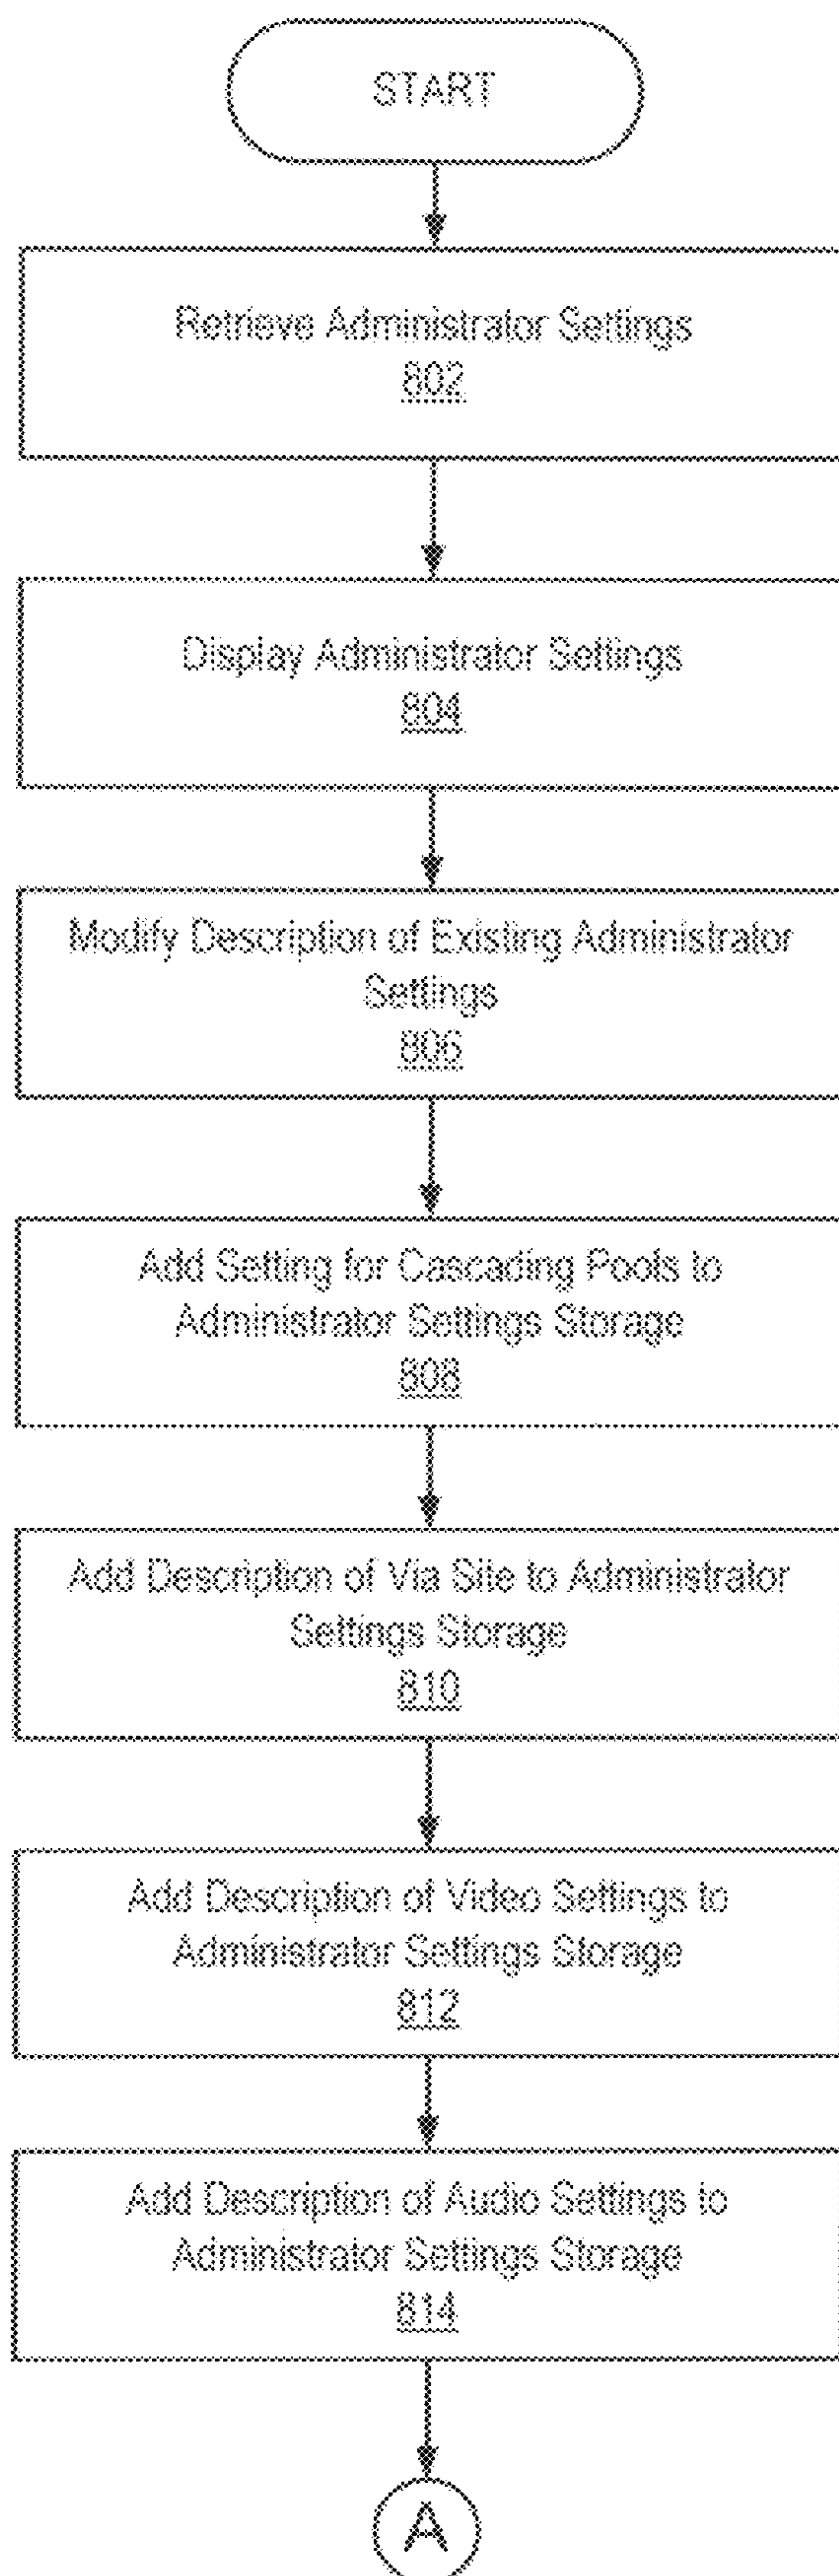 START
Retrieve Administrator Settings
802
Display Administrator Settings
804
Modify Description of Existing Administrator
Settings
806
Add Setting for Cascading Pools to
Administrator Settings Storage
808
Add Description of Via Site to Administrator
Settings Storage
810
Add Description of Video Settings to
Administrator Settings Storage
812
Add Description of Audio Settings to
Administrator Settings Storage
814
A